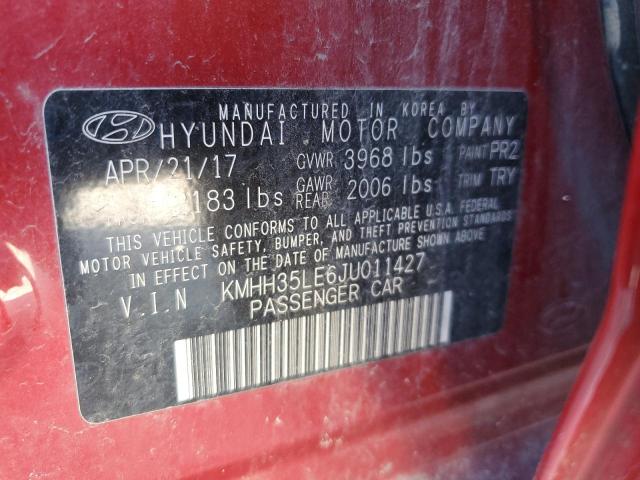 MANUFACTURED IN KOREA BY
HYUNDAI MOTOR COMPANY
APR/21/17 GVWR 3968 lbs PAINT PR2
183 lbs GAWR REAR 2006 lbs TRIM TRY
THIS VEHICLE CONFORMS TO ALL APPLICABLE U.S.A. FEDERAL
MOTOR VEHICLE SAFETY, BUMPER, AND THEFT PREVENTION STANDARDS
IN EFFECT ON THE DATE OF MANUFACTURE SHOWN ABOVE.
V.I.N KMHH35LE6JU011427
PASSENGER CAR